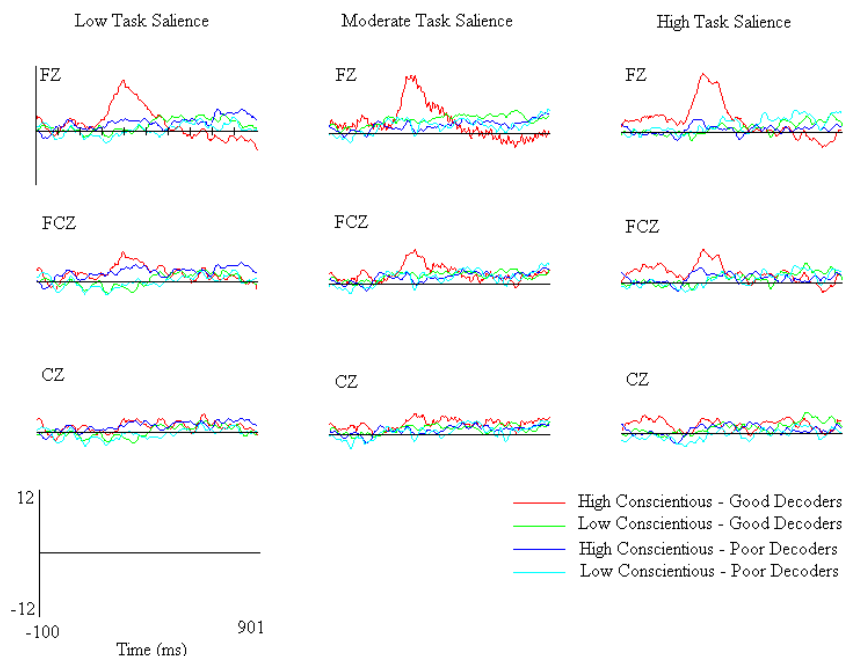 Low Task Salience
Moderate Task Salience
High Task Salience
FZ
FZ
FZ
FCZ
FCZ
FCZ
CZ
CZ
CZ
12
-12
-100
901
Time (ms)
High Conscientious - Good Decoders
Low Conscientious - Good Decoders
High Conscientious - Poor Decoders
Low Conscientious - Poor Decoders